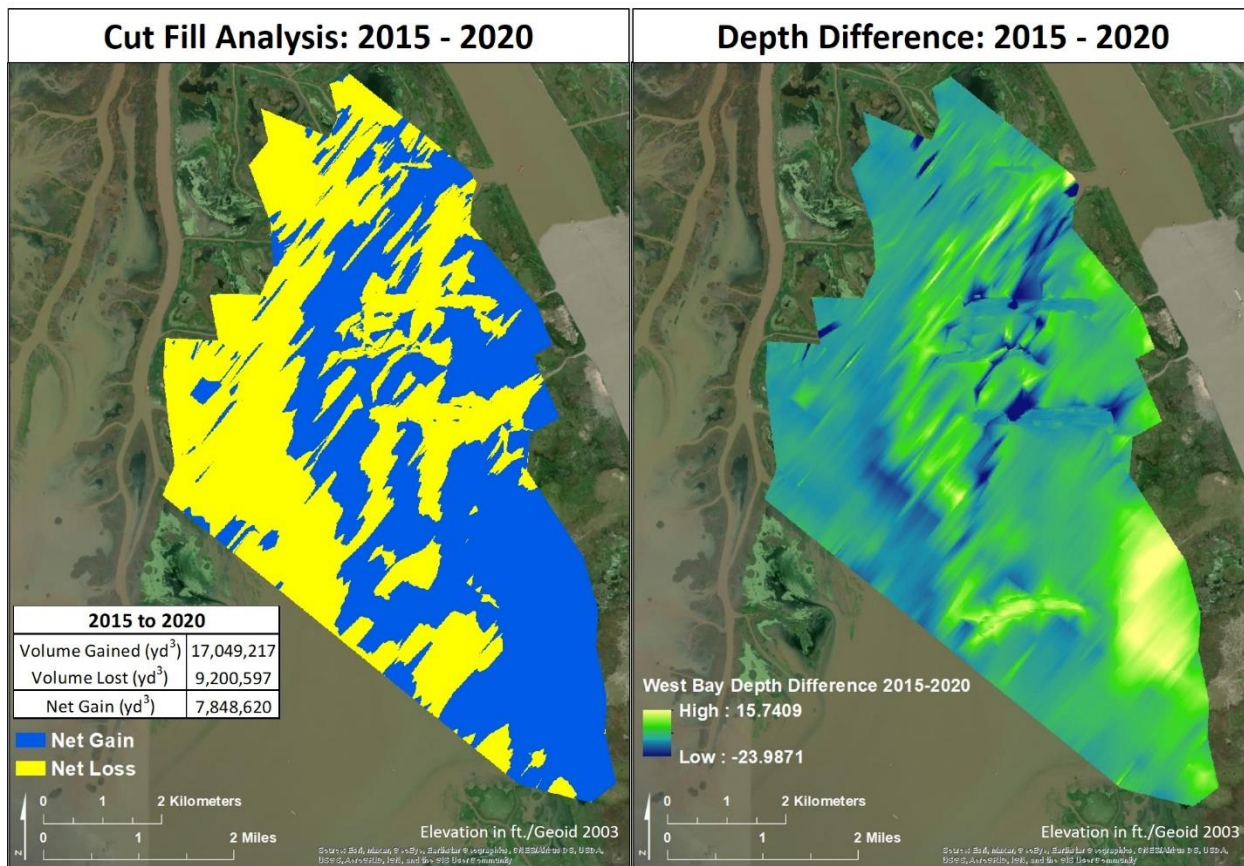 Cut Fill Analysis: 2015 - 2020
2015 to 2020
Volume Gained (yd³) 17,049,217
Volume Lost (yd³) 9,200,597
Net Gain (yd³) 7,848,620
Net Gain
Net Loss
0 1 2 Kilometers
0 1 2 Miles
N
Elevation in ft./Geoid 2003
Depth Difference: 2015 - 2020
West Bay Depth Difference 2015-2020
High : 15.7409
Low : -23.9871
0 1 2 Kilometers
0 1 2 Miles
N
Elevation in ft./Geoid 2003